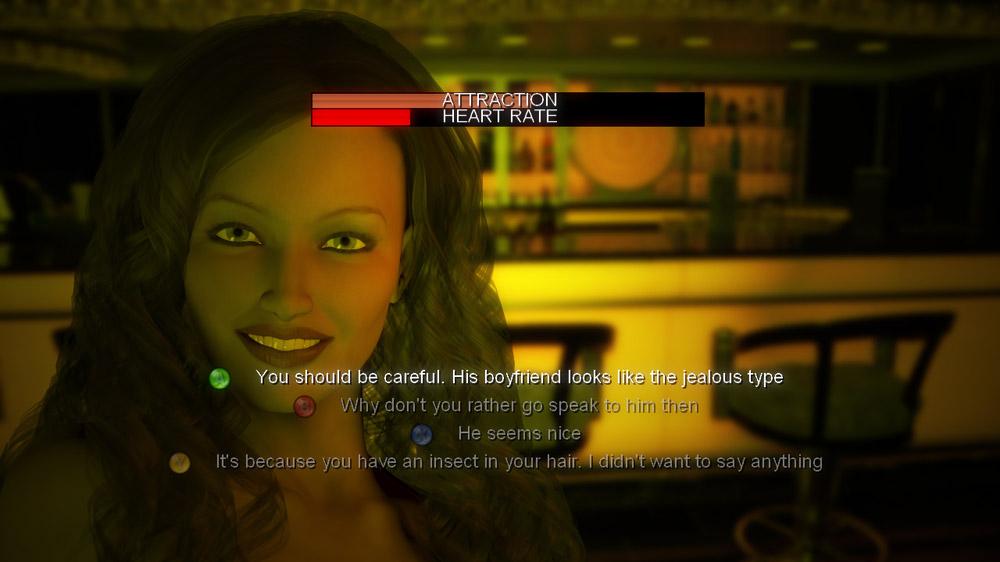 ATTRACTION
HEART RATE
You should be careful. His boyfriend looks like the jealous type
Why don't you rather go speak to him then
He seems nice
It's because you have an insect in your hair. I didn't want to say anything